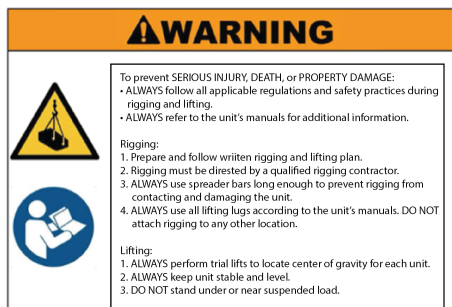 WARNING
To prevent SERIOUS INJURY, DEATH, or PROPERTY DAMAGE:
• ALWAYS follow all applicable regulations and safety practices during
rigging and lifting.
• ALWAYS refer to the unit's manuals for additional information.
Rigging:
1. Prepare and follow wriiten rigging and lifting plan.
2. Rigging must be dirested by a qualified rigging contractor.
3. ALWAYS use spreader bars long enough to prevent rigging from
contacting and damaging the unit.
4. ALWAYS use all lifting lugs according to the unit's manuals. DO NOT
attach rigging to any other location.
Lifting:
1. ALWAYS perform trial lifts to locate center of gravity for each unit.
2. ALWAYS keep unit stable and level.
3. DO NOT stand under or near suspended load.